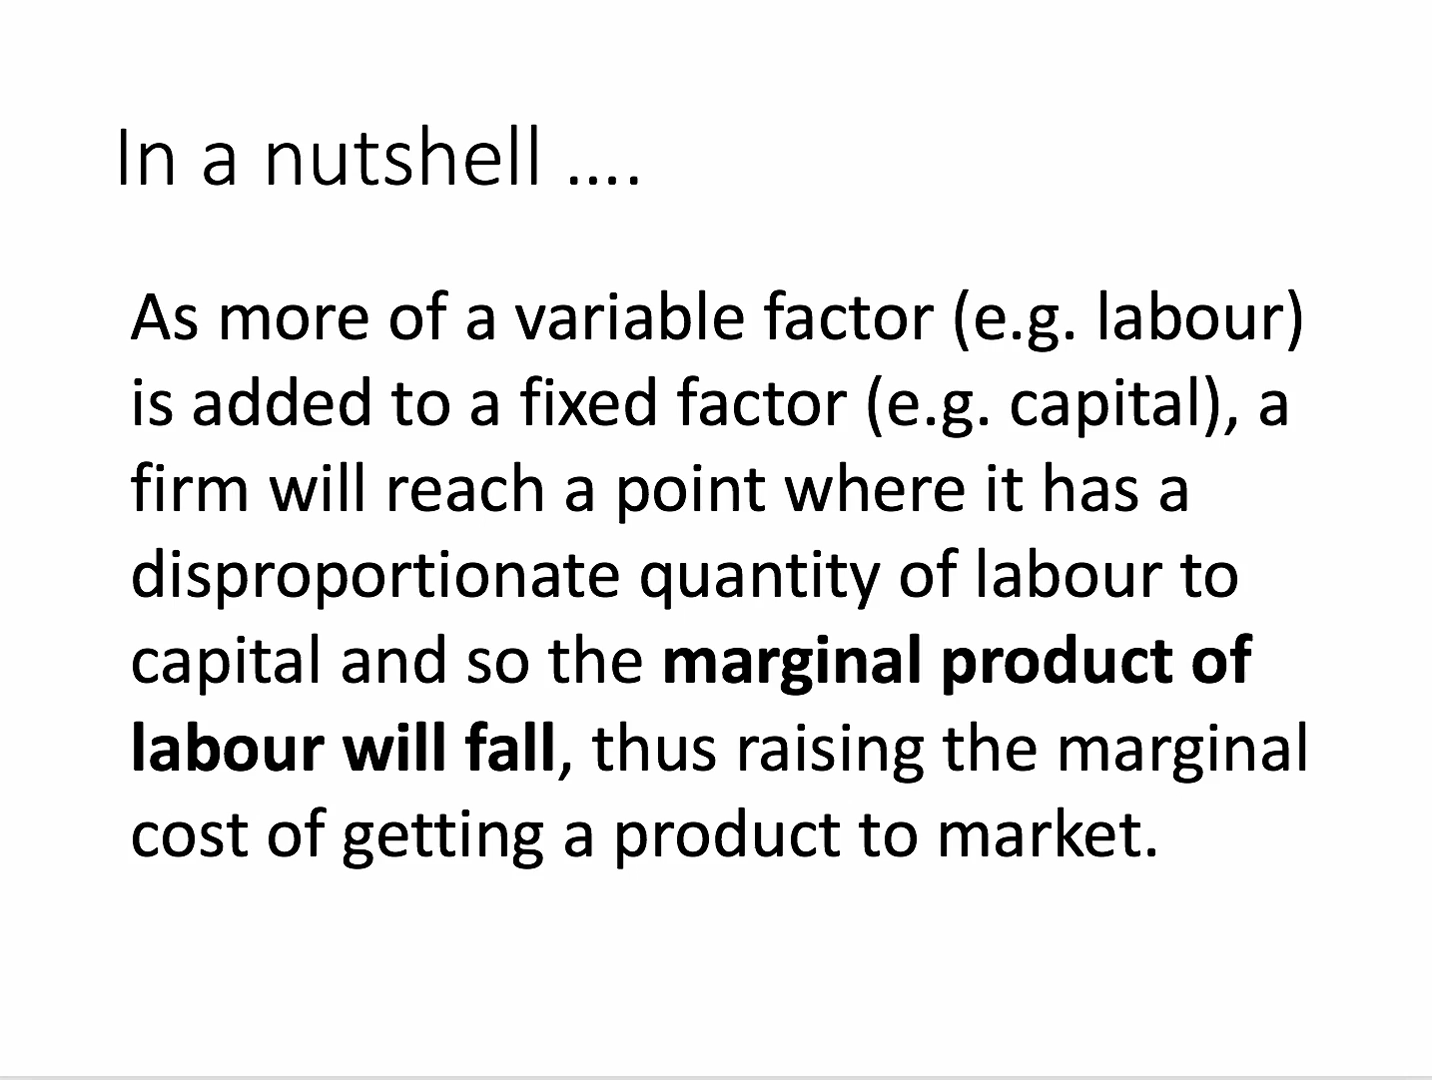 In a nutshell ....
As more of a variable factor (e.g. labour)
is added to a fixed factor (e.g. capital), a
firm will reach a point where it has a
disproportionate quantity of labour to
capital and so the marginal product of
labour will fall, thus raising the marginal
cost of getting a product to market.